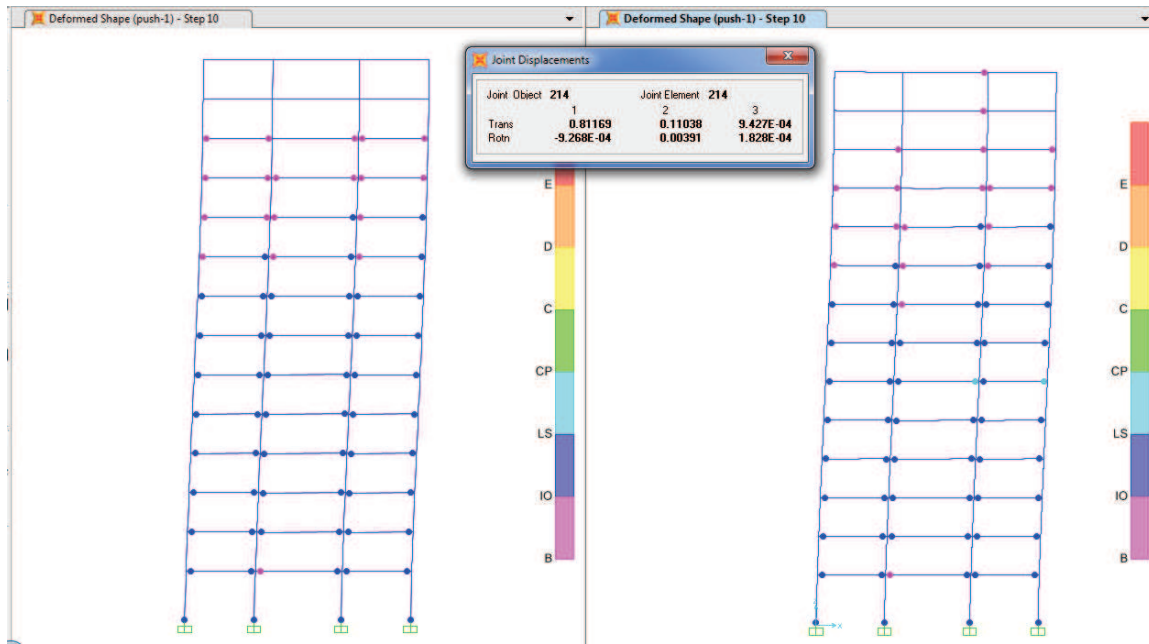 Deformed Shape (push-1) - Step 10
Deformed Shape (push-1) - Step 10
Joint Displacements
Joint Object 214 Joint Element 214
1 2 3
Trans 0.81169 0.11038 9.427E-04
Rotn -9.268E-04 0.00391 1.828E-04
E
D
C
CP
LS
IO
B
E
D
C
CP
LS
IO
B
x